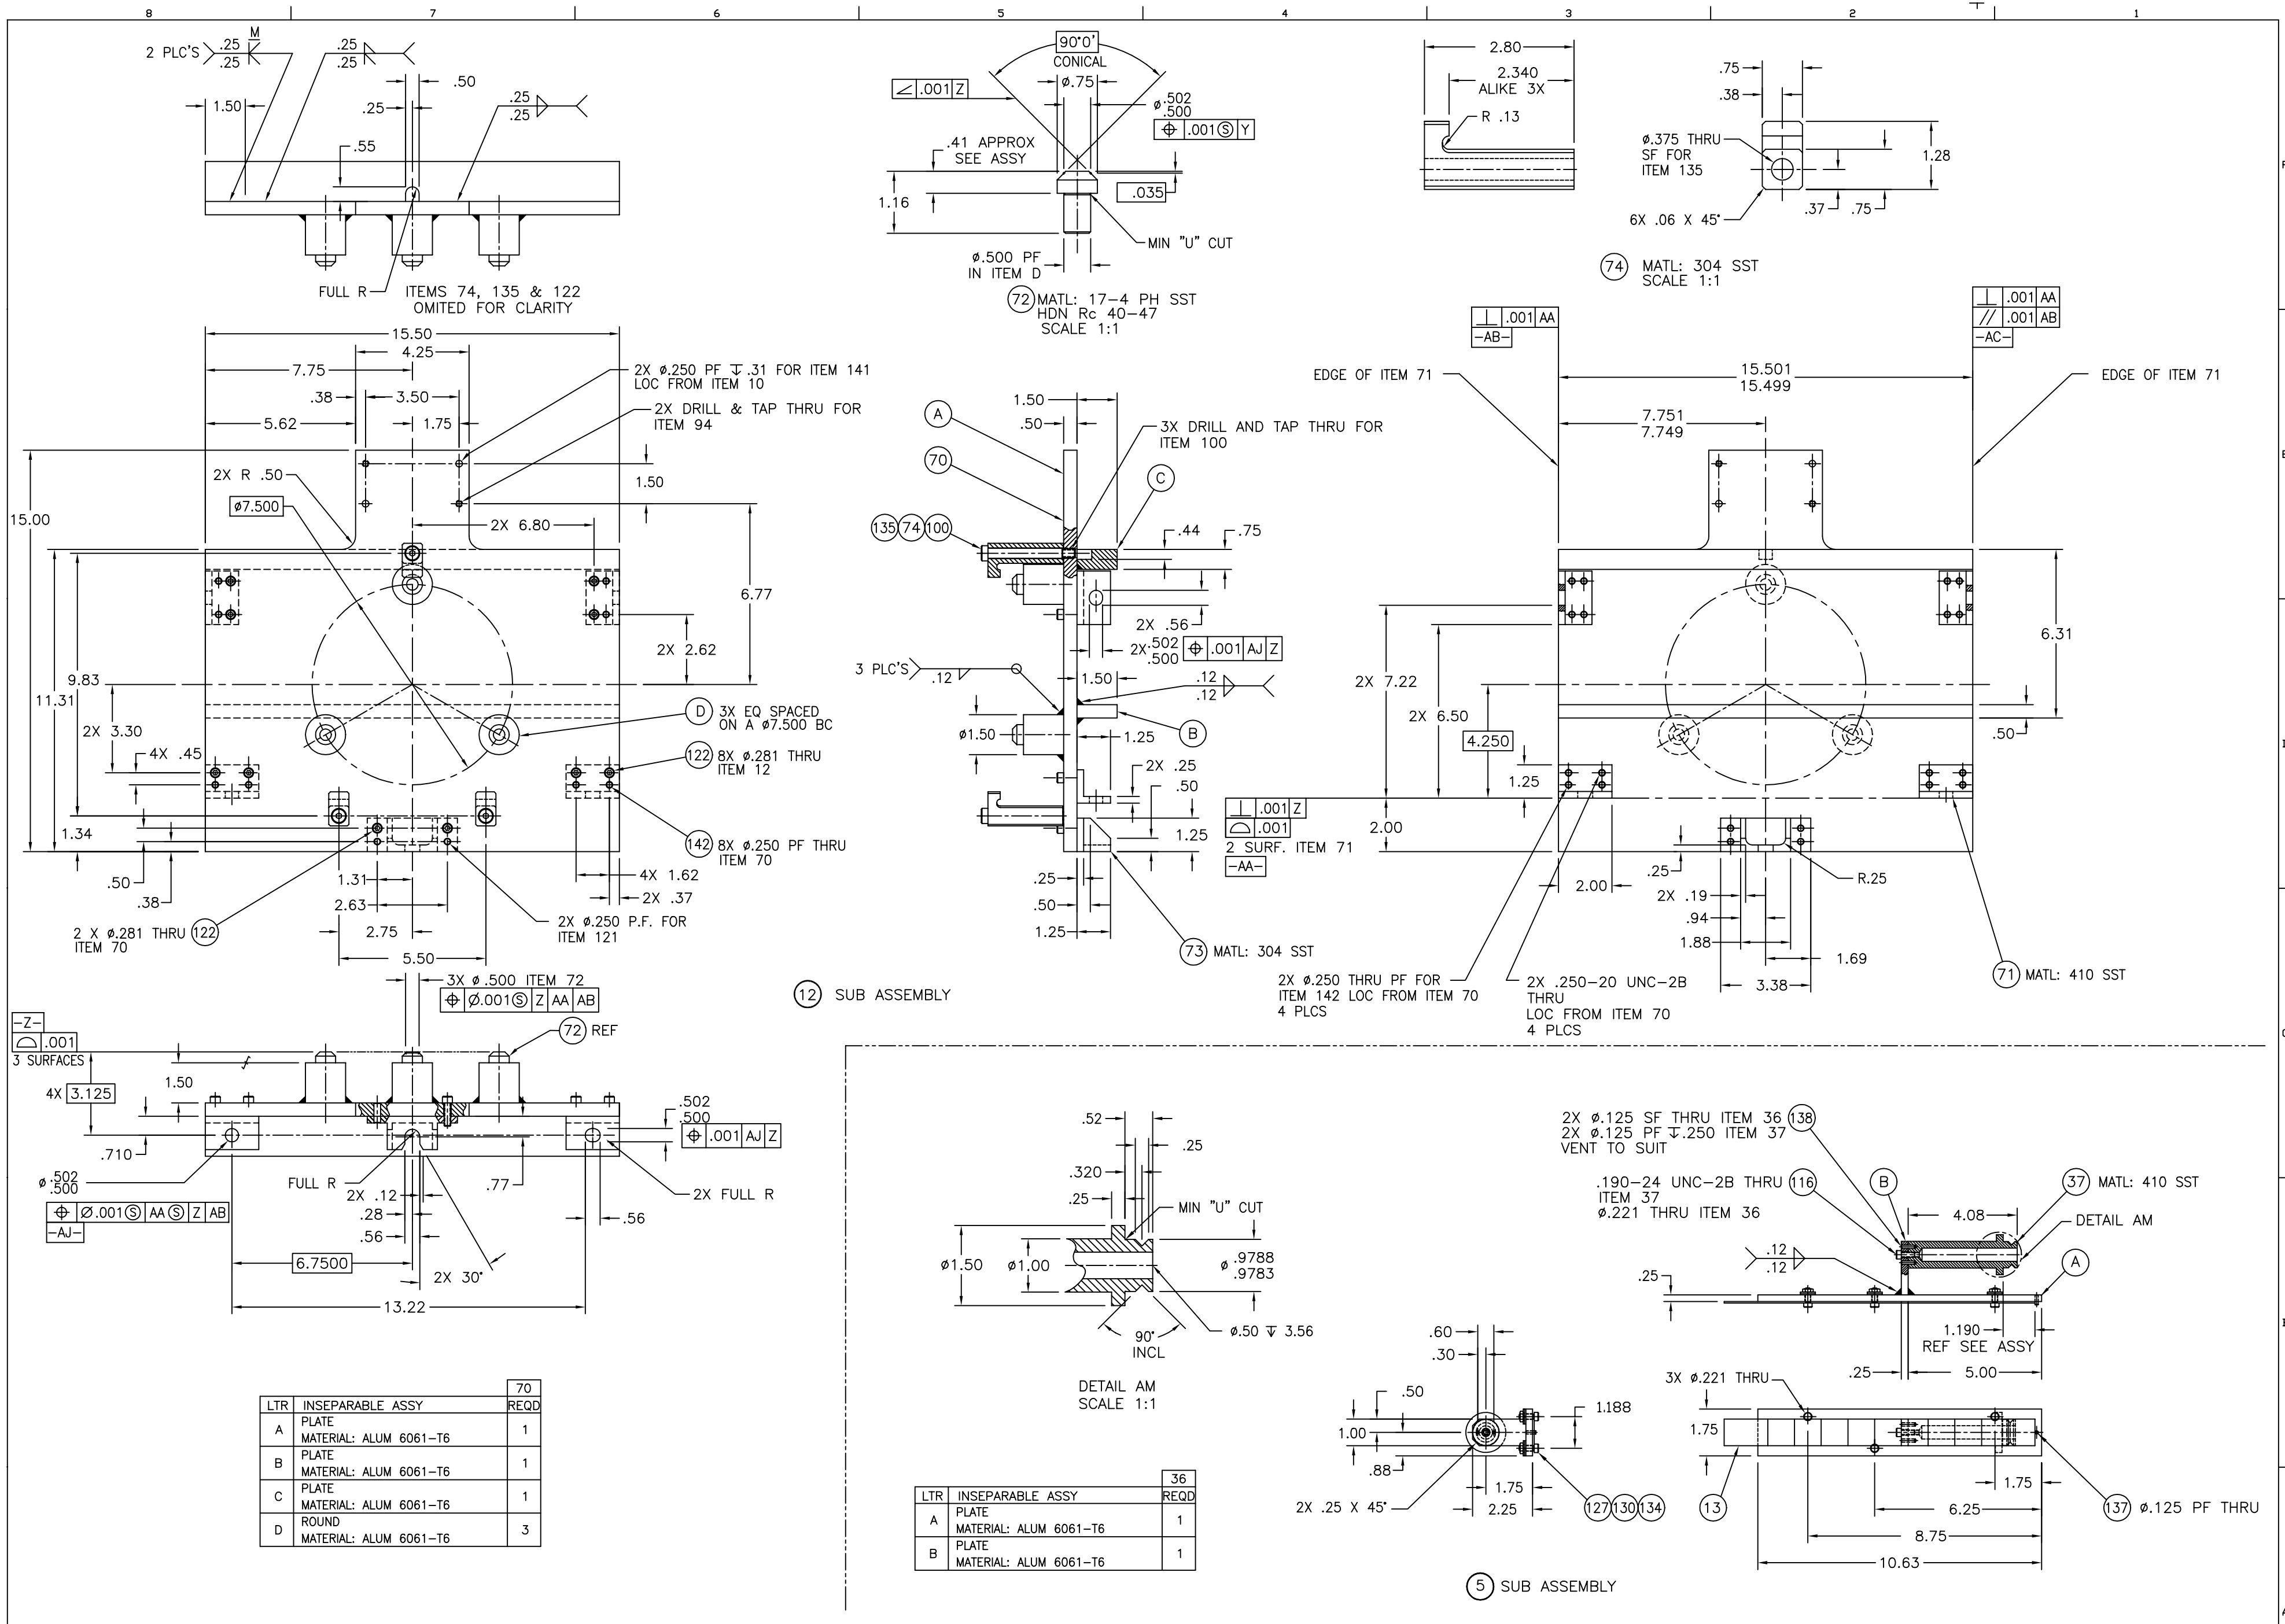 8 7 6 5 4 3 2 1
M
2 PLC'S .25 .25
.25 .25
.50
.25
.25 .25
1.50
.55
FULL R
ITEMS 74, 135 & 122
OMITED FOR CLARITY
90°0'
CONICAL
∠ .001 Z
ø.75
ø.502
.500
⌖ .001Ⓢ Y
.41 APPROX
SEE ASSY
1.16
.035
MIN "U" CUT
ø.500 PF
IN ITEM D
72 MATL: 17-4 PH SST
HDN Rc 40-47
SCALE 1:1
2.80
2.340
ALIKE 3X
R .13
.75
.38
ø.375 THRU
SF FOR
ITEM 135
1.28
.37 .75
6X .06 X 45°
74 MATL: 304 SST
SCALE 1:1
15.50
4.25
7.75
.38 3.50
5.62 1.75
2X ø.250 PF ↧ .31 FOR ITEM 141
LOC FROM ITEM 10
2X DRILL & TAP THRU FOR
ITEM 94
2X R .50
ø7.500
1.50
15.00
2X 6.80
6.77
2X 2.62
9.83
11.31
2X 3.30
4X .45
D 3X EQ SPACED
ON A ø7.500 BC
122 8X ø.281 THRU
ITEM 12
1.34
142 8X ø.250 PF THRU
ITEM 70
.50
.38
1.31
2.63
4X 1.62
2X .37
2.75
5.50
2 X ø.281 THRU 122
ITEM 70
2X ø.250 P.F. FOR
ITEM 121
1.50
.50
A
70
3X DRILL AND TAP THRU FOR
ITEM 100
C
135 74 100
.44 .75
2X .56
2X .502
.500
⌖ .001 AJ Z
3 PLC'S .12
1.50
.12
.12
ø1.50
1.25
B
2X .25
.50
1.25
.25
.50
1.25
73 MATL: 304 SST
12 SUB ASSEMBLY
⊥ .001 AA
-AB-
⊥ .001 AA
// .001 AB
-AC-
EDGE OF ITEM 71
15.501
15.499
EDGE OF ITEM 71
7.751
7.749
6.31
2X 7.22
2X 6.50
4.250
.50
1.25
⊥ .001 Z
⌓ .001
2 SURF. ITEM 71
-AA-
2.00
.25
R.25
2.00
2X .19
.94
1.88
1.69
3.38
71 MATL: 410 SST
2X ø.250 THRU PF FOR
ITEM 142 LOC FROM ITEM 70
4 PLCS
2X .250-20 UNC-2B
THRU
LOC FROM ITEM 70
4 PLCS
3X ø.500 ITEM 72
⌖ Ø.001Ⓢ Z AA AB
72 REF
-Z-
⌓ .001
3 SURFACES
1.50
4X 3.125
.710
.502
.500
⌖ .001 AJ Z
ø.502
.500
⌖ Ø.001Ⓢ AAⓈ Z AB
-AJ-
FULL R
2X .12
.28
.56
.77
2X FULL R
.56
6.7500
2X 30°
13.22
70
LTR INSEPARABLE ASSY REQD
A PLATE
MATERIAL: ALUM 6061-T6 1
B PLATE
MATERIAL: ALUM 6061-T6 1
C PLATE
MATERIAL: ALUM 6061-T6 1
D ROUND
MATERIAL: ALUM 6061-T6 3
.52
.25
.320
.25
MIN "U" CUT
ø1.50 ø1.00
ø .9788
.9783
90°
INCL
ø.50 ↧ 3.56
DETAIL AM
SCALE 1:1
36
LTR INSEPARABLE ASSY REQD
A PLATE
MATERIAL: ALUM 6061-T6 1
B PLATE
MATERIAL: ALUM 6061-T6 1
2X ø.125 SF THRU ITEM 36 138
2X ø.125 PF ↧.250 ITEM 37
VENT TO SUIT
.190-24 UNC-2B THRU 116
ITEM 37
ø.221 THRU ITEM 36
B
37 MATL: 410 SST
4.08
DETAIL AM
.12
.12
A
.25
1.190
REF SEE ASSY
.25 5.00
.60
.30
.50
1.00
.88
1.188
1.75
2.25
2X .25 X 45°
127 130 134
3X ø.221 THRU
1.75
13
1.75
6.25
8.75
10.63
137 ø.125 PF THRU
5 SUB ASSEMBLY